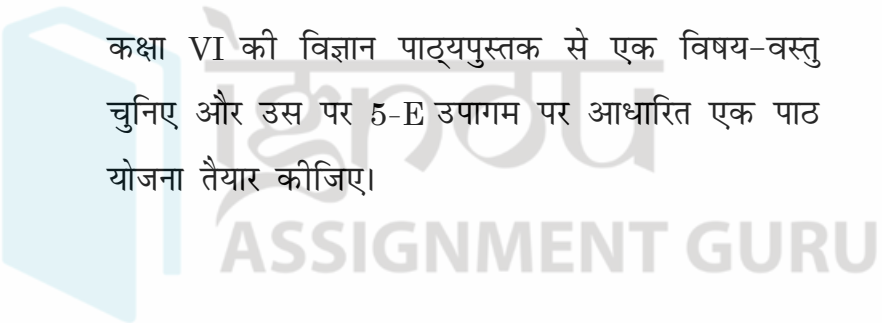 कक्षा VI की विज्ञान पाठ्यपुस्तक से एक विषय-वस्तु
चुनिए और उस पर 5-E उपागम पर आधारित एक पाठ
योजना तैयार कीजिए।
ignou
ASSIGNMENT GURU